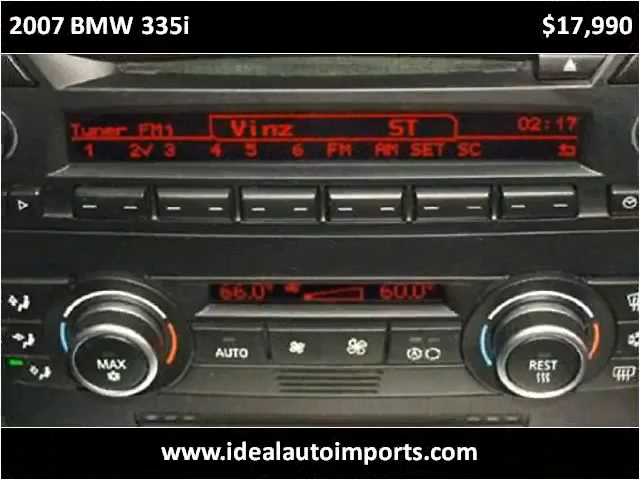 2007 BMW 335i $17,990
Tuner FM1 Vinz ST 02:17
1 2✓ 3 4 5 6 FM AM SET SC
66.0° 60.0°
AUTO
MAX
REST
www.idealautoimports.com